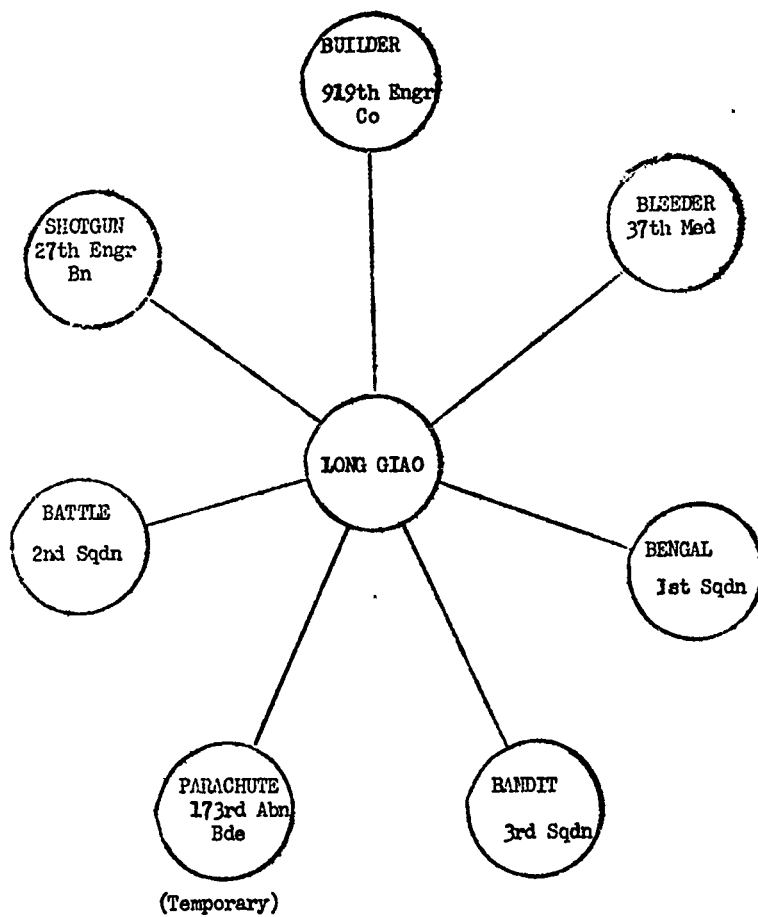 BUILDER
919th Engr
Co
BLEEDER
37th Med
SHOTGUN
27th Engr
Bn
LONG GIAO
BATTLE
2nd Sqdn
BENGAL
1st Sqdn
PARACHUTE
173rd Abn
Bde
(Temporary)
BANDIT
3rd Sqdn